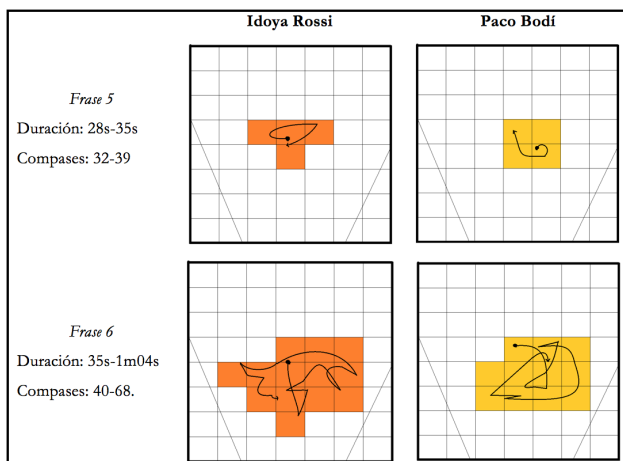 Idoya Rossi
Paco Bodí
Frase 5
Duración: 28s-35s
Compases: 32-39
Frase 6
Duración: 35s-1m04s
Compases: 40-68.